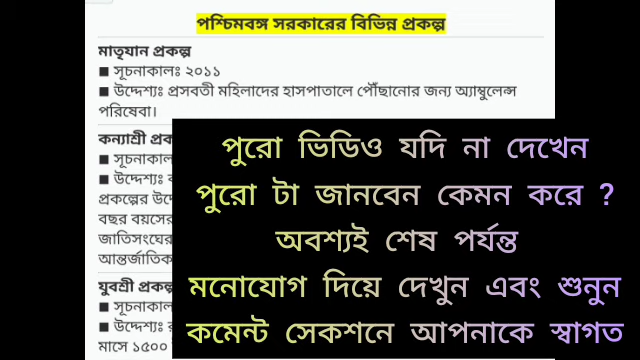 পশ্চিমবঙ্গ সরকারের বিভিন্ন প্রকল্প
মাতৃযান প্রকল্প
■ সূচনাকালঃ ২০১১
■ উদ্দেশ্যঃ প্রসবতী মহিলাদের হাসপাতালে পৌঁছানোর জন্য অ্যাম্বুলেন্স
পরিষেবা।
কন্যাশ্রী
■ সূচনাকাল
■ উদ্দেশ্যঃ
প্রকল্পের
বছর বয়সের
জাতিসংঘের
আন্তর্জাতিক
যুবশ্রী প্রকল্প
■ সূচনাকাল
■ উদ্দেশ্যঃ
মাসে ১৫০০
পুরো ভিডিও যদি না দেখেন
পুরো টা জানবেন কেমন করে ?
অবশ্যই শেষ পর্যন্ত
মনোযোগ দিয়ে দেখুন এবং শুনুন
কমেন্ট সেকশনে আপনাকে স্বাগত